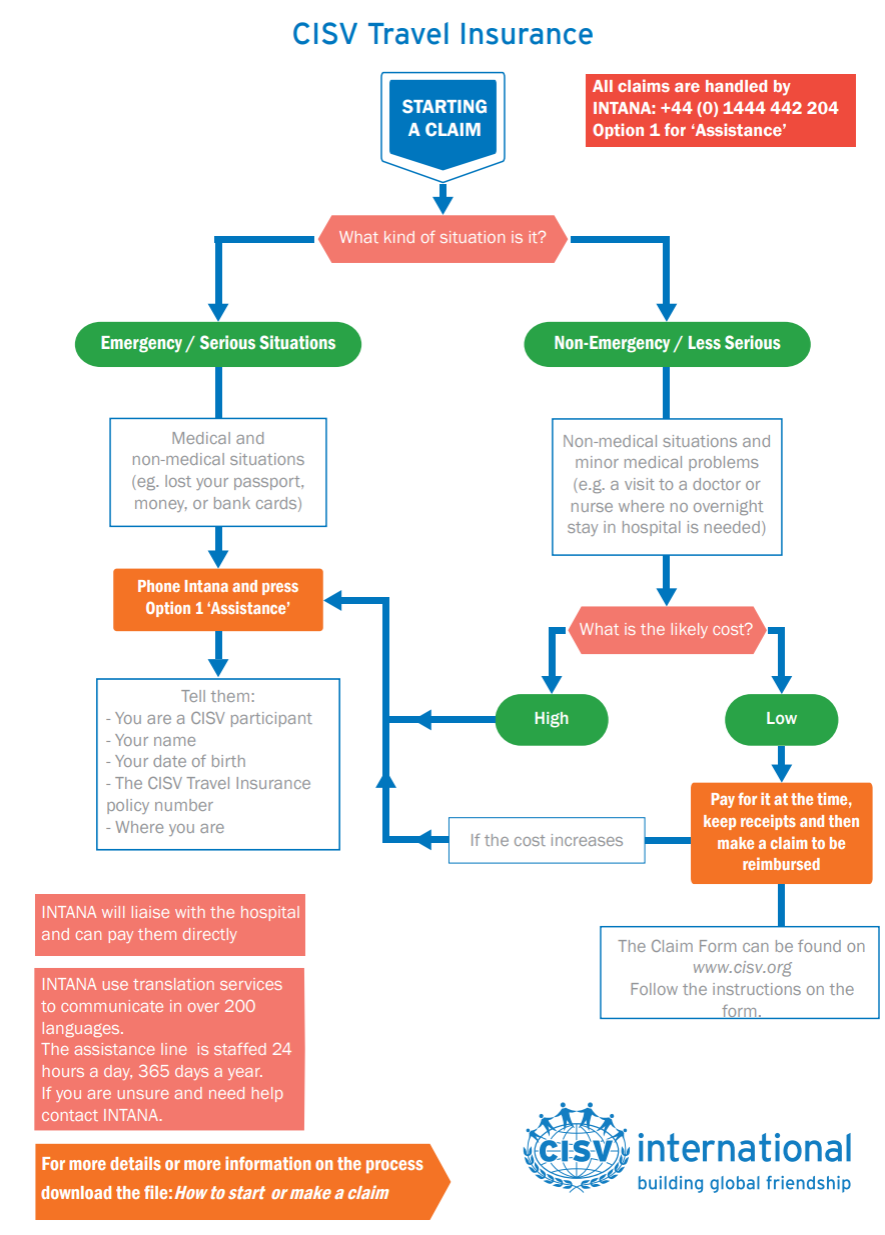 CISV Travel Insurance
STARTING
A CLAIM
All claims are handled by
INTANA: +44 (0) 1444 442 204
Option 1 for ‘Assistance’
What kind of situation is it?
Emergency / Serious Situations
Non-Emergency / Less Serious
Medical and
non-medical situations
(eg. lost your passport,
money, or bank cards)
Non-medical situations and
minor medical problems
(e.g. a visit to a doctor or
nurse where no overnight
stay in hospital is needed)
Phone Intana and press
Option 1 ‘Assistance’
What is the likely cost?
Tell them:
- You are a CISV participant
- Your name
- Your date of birth
- The CISV Travel Insurance
policy number
- Where you are
High
Low
Pay for it at the time,
keep receipts and then
make a claim to be
reimbursed
If the cost increases
INTANA will liaise with the hospital
and can pay them directly
The Claim Form can be found on
www.cisv.org
Follow the instructions on the
form.
INTANA use translation services
to communicate in over 200
languages.
The assistance line  is staffed 24
hours a day, 365 days a year.
If you are unsure and need help
contact INTANA.
For more details or more information on the process
download the file: How to start  or make a claim
cisv international
building global friendship